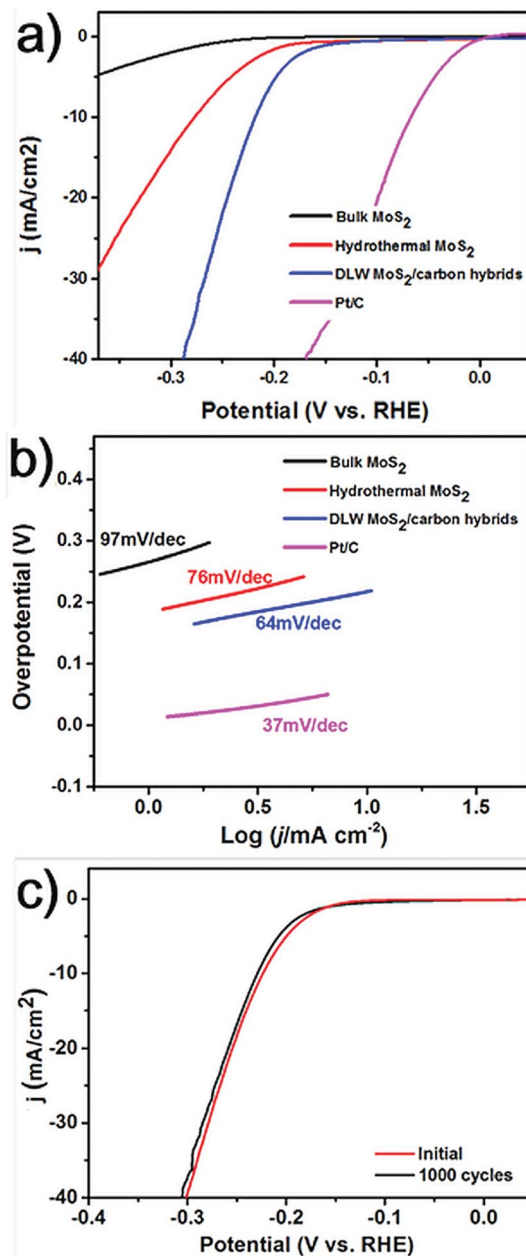 a)
0
-10
-20
-30
-40
j (mA/cm2)
Bulk MoS2
Hydrothermal MoS2
DLW MoS2/carbon hybrids
Pt/C
-0.3
-0.2
-0.1
0.0
Potential (V vs. RHE)
b)
0.4
0.3
0.2
0.1
0.0
-0.1
Overpotential (V)
Bulk MoS2
Hydrothermal MoS2
DLW MoS2/carbon hybrids
Pt/C
97mV/dec
76mV/dec
64mV/dec
37mV/dec
0.0
0.5
1.0
1.5
Log (j/mA cm-2)
c)
0
-10
-20
-30
-40
j (mA/cm2)
Initial
1000 cycles
-0.4
-0.3
-0.2
-0.1
0.0
Potential (V vs. RHE)